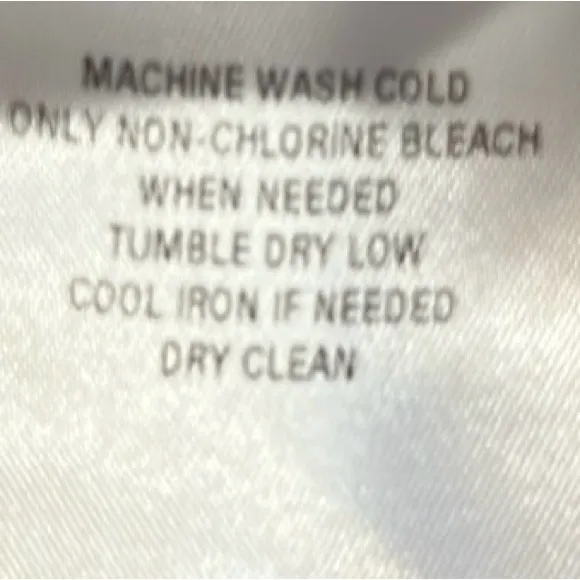 MACHINE WASH COLD
ONLY NON-CHLORINE BLEACH
WHEN NEEDED
TUMBLE DRY LOW
COOL IRON IF NEEDED
DRY CLEAN